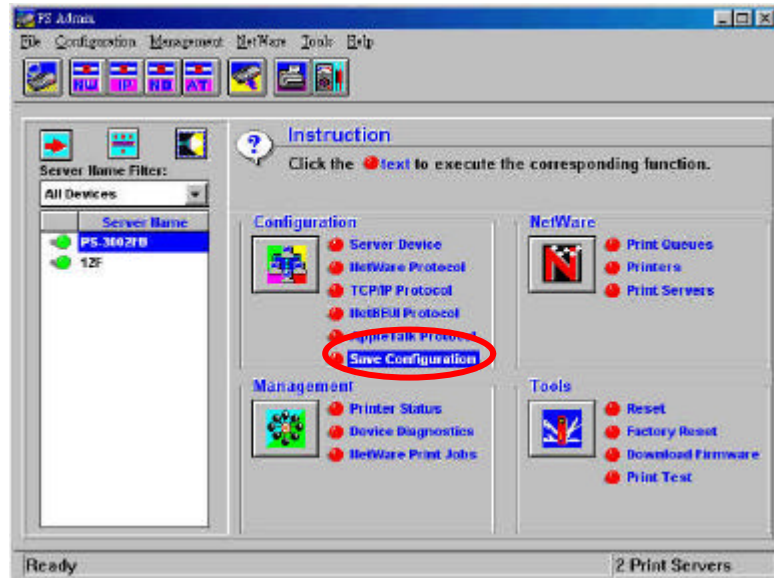 PS Admin
File Configuration Management NetWare Tools Help
NW IP NB AT
Instruction
Click the text to execute the corresponding function.
Server Name Filter:
All Devices
Server Name
PS-3002FB
12F
Configuration
Server Device
NetWare Protocol
TCP/IP Protocol
NetBEUI Protocol
AppleTalk Protocol
Save Configuration
NetWare
N
Print Queues
Printers
Print Servers
Management
Printer Status
Device Diagnostics
NetWare Print Jobs
Tools
Reset
Factory Reset
Download Firmware
Print Test
Ready
2 Print Servers